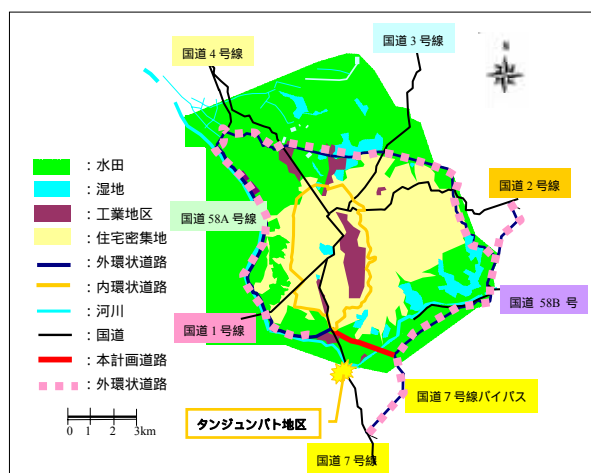 国道 4 号線
国道 3 号線
N
：水田
：湿地
：工業地区
：住宅密集地
：外環状道路
：内環状道路
：河川
：国道
：本計画道路
：外環状道路
国道 2 号線
国道 58A 号線
国道 58B 号
国道 1 号線
国道 7 号線バイパス
タンジュンバト地区
国道 7 号線
0 1 2 3km